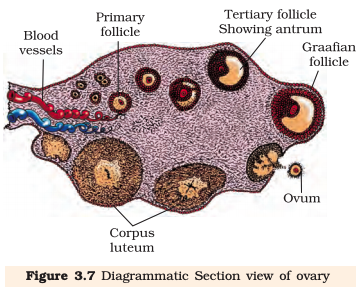 Blood
vessels
Primary
follicle
Tertiary follicle
Showing antrum
Graafian
follicle
Ovum
Corpus
luteum
Figure 3.7 Diagrammatic Section view of ovary